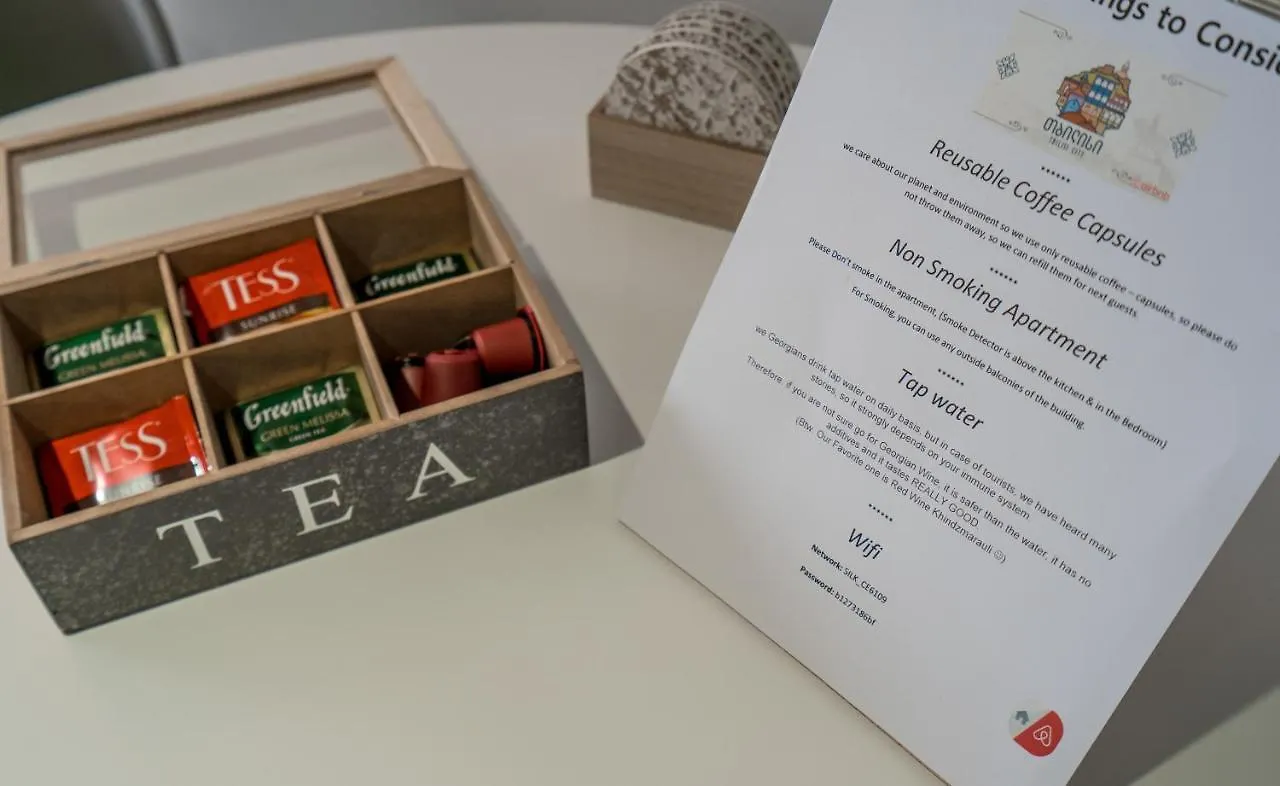 Greenfield
GREEN MELISSA
TESS
SUNRISE
Greenfield
TESS
SUNRISE
Greenfield
GREEN MELISSA
GREEN TEA
TEA
to Consi
თბილისი
TBILISI CITY
airbnb
Reusable Coffee Capsules
we care about our planet and environment so we use only reusable coffee – capsules, so please do
not throw them away, so we can refill them for next guests.
Non Smoking Apartment
Please Don't smoke in the apartment, (Smoke Detector is above the kitchen & in the Bedroom)
For Smoking, you can use any outside balconies of the building.
Tap water
we Georgians drink tap water on daily basis, but in case of tourists, we have heard many
stories, so it strongly depends on your immune system
Therefore, if you are not sure go for Georgian Wine, it is safer than the water, it has no
additives and it tastes REALLY GOOD.
(Btw. Our Favorite one is Red Wine Khindzmarauli ☺)
Wifi
Network: SILK_CE6109
Password: b1273186bf